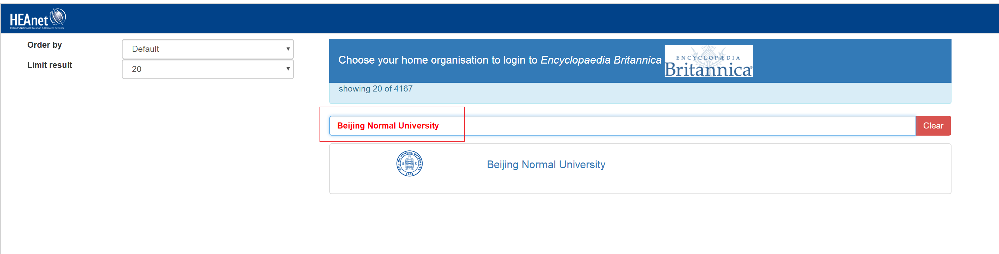 HEAnet
Ireland's National Education & Research Network
Order by
Default
Limit result
20
Choose your home organisation to login to Encyclopaedia Britannica
ENCYCLOPÆDIA
Britannica®
showing 20 of 4167
Beijing Normal University
Clear
BEIJING NORMAL UNIVERSITY
1902
Beijing Normal University